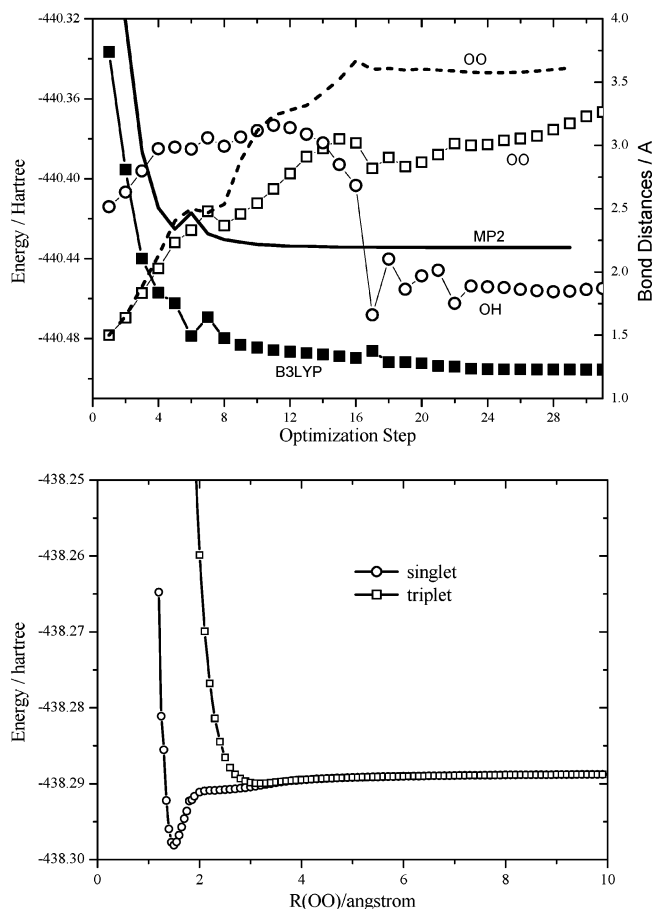 -440.32
-440.36
-440.40
-440.44
-440.48
Energy / Hartree
4.0
3.5
3.0
2.5
2.0
1.5
1.0
Bond Distances / A
OO
OO
MP2
OH
B3LYP
0 4 8 12 16 20 24 28
Optimization Step
-438.25
-438.26
-438.27
-438.28
-438.29
-438.30
Energy / hartree
singlet
triplet
0 2 4 6 8 10
R(OO)/angstrom